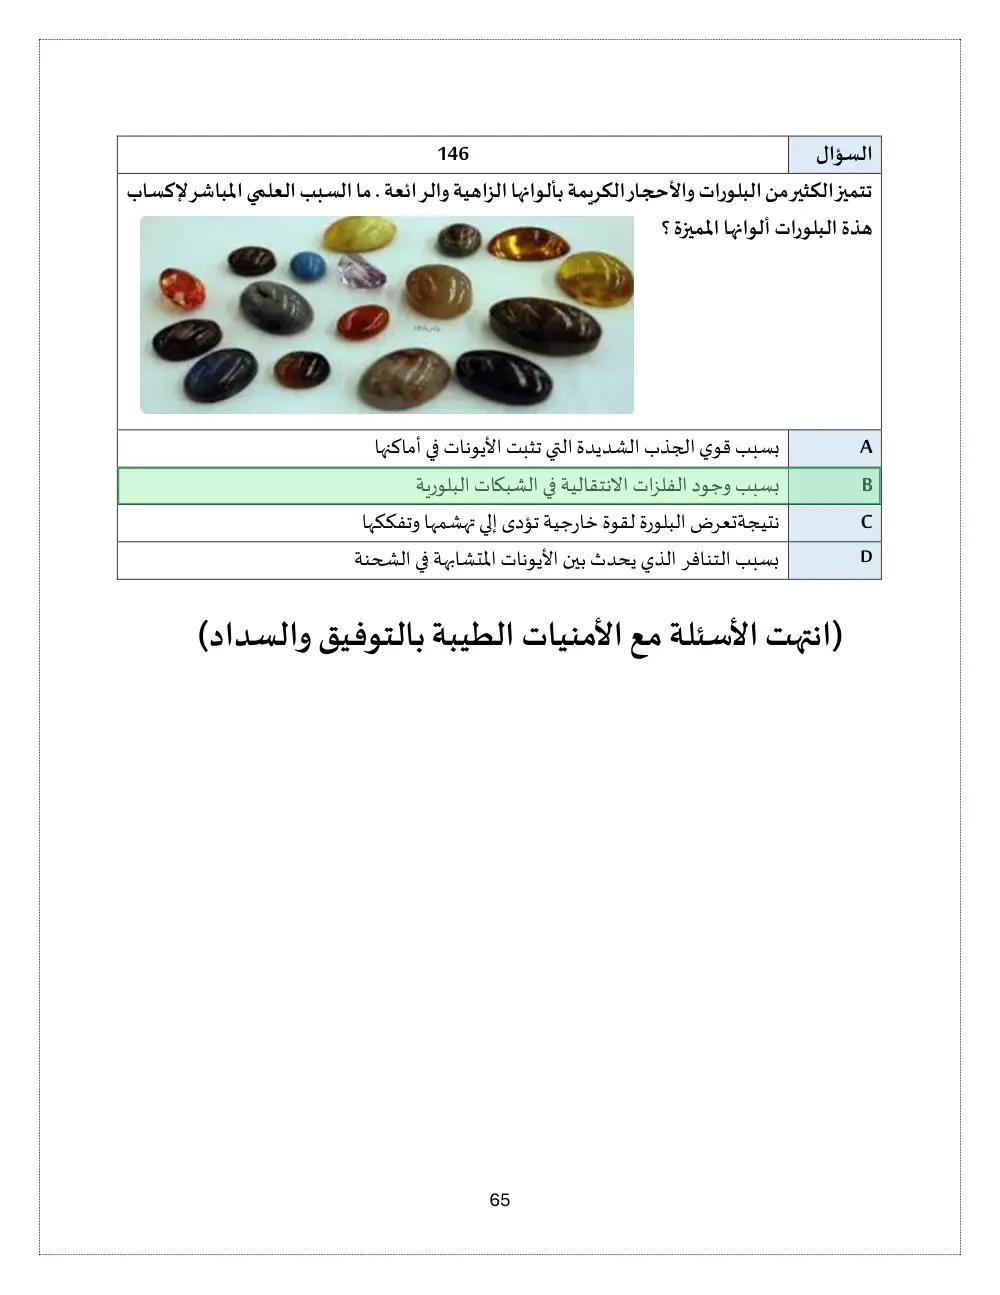 السؤال 146
تتميز الكثير من البلورات والأحجار الكريمة بألوانها الزاهية والرائعة . ما السبب العلمي المباشر لإكساب
هذة البلورات ألوانها المميزة ؟
A بسبب قوي الجذب الشديدة التي تثبت الأيونات في أماكنها
B بسبب وجود الفلزات الانتقالية في الشبكات البلورية
C نتيجةتعرض البلورة لقوة خارجية تؤدى إلي تهشمها وتفككها
D بسبب التنافر الذي يحدث بين الأيونات المتشابهة في الشحنة
(انتهت الأسئلة مع الأمنيات الطيبة بالتوفيق والسداد)
65